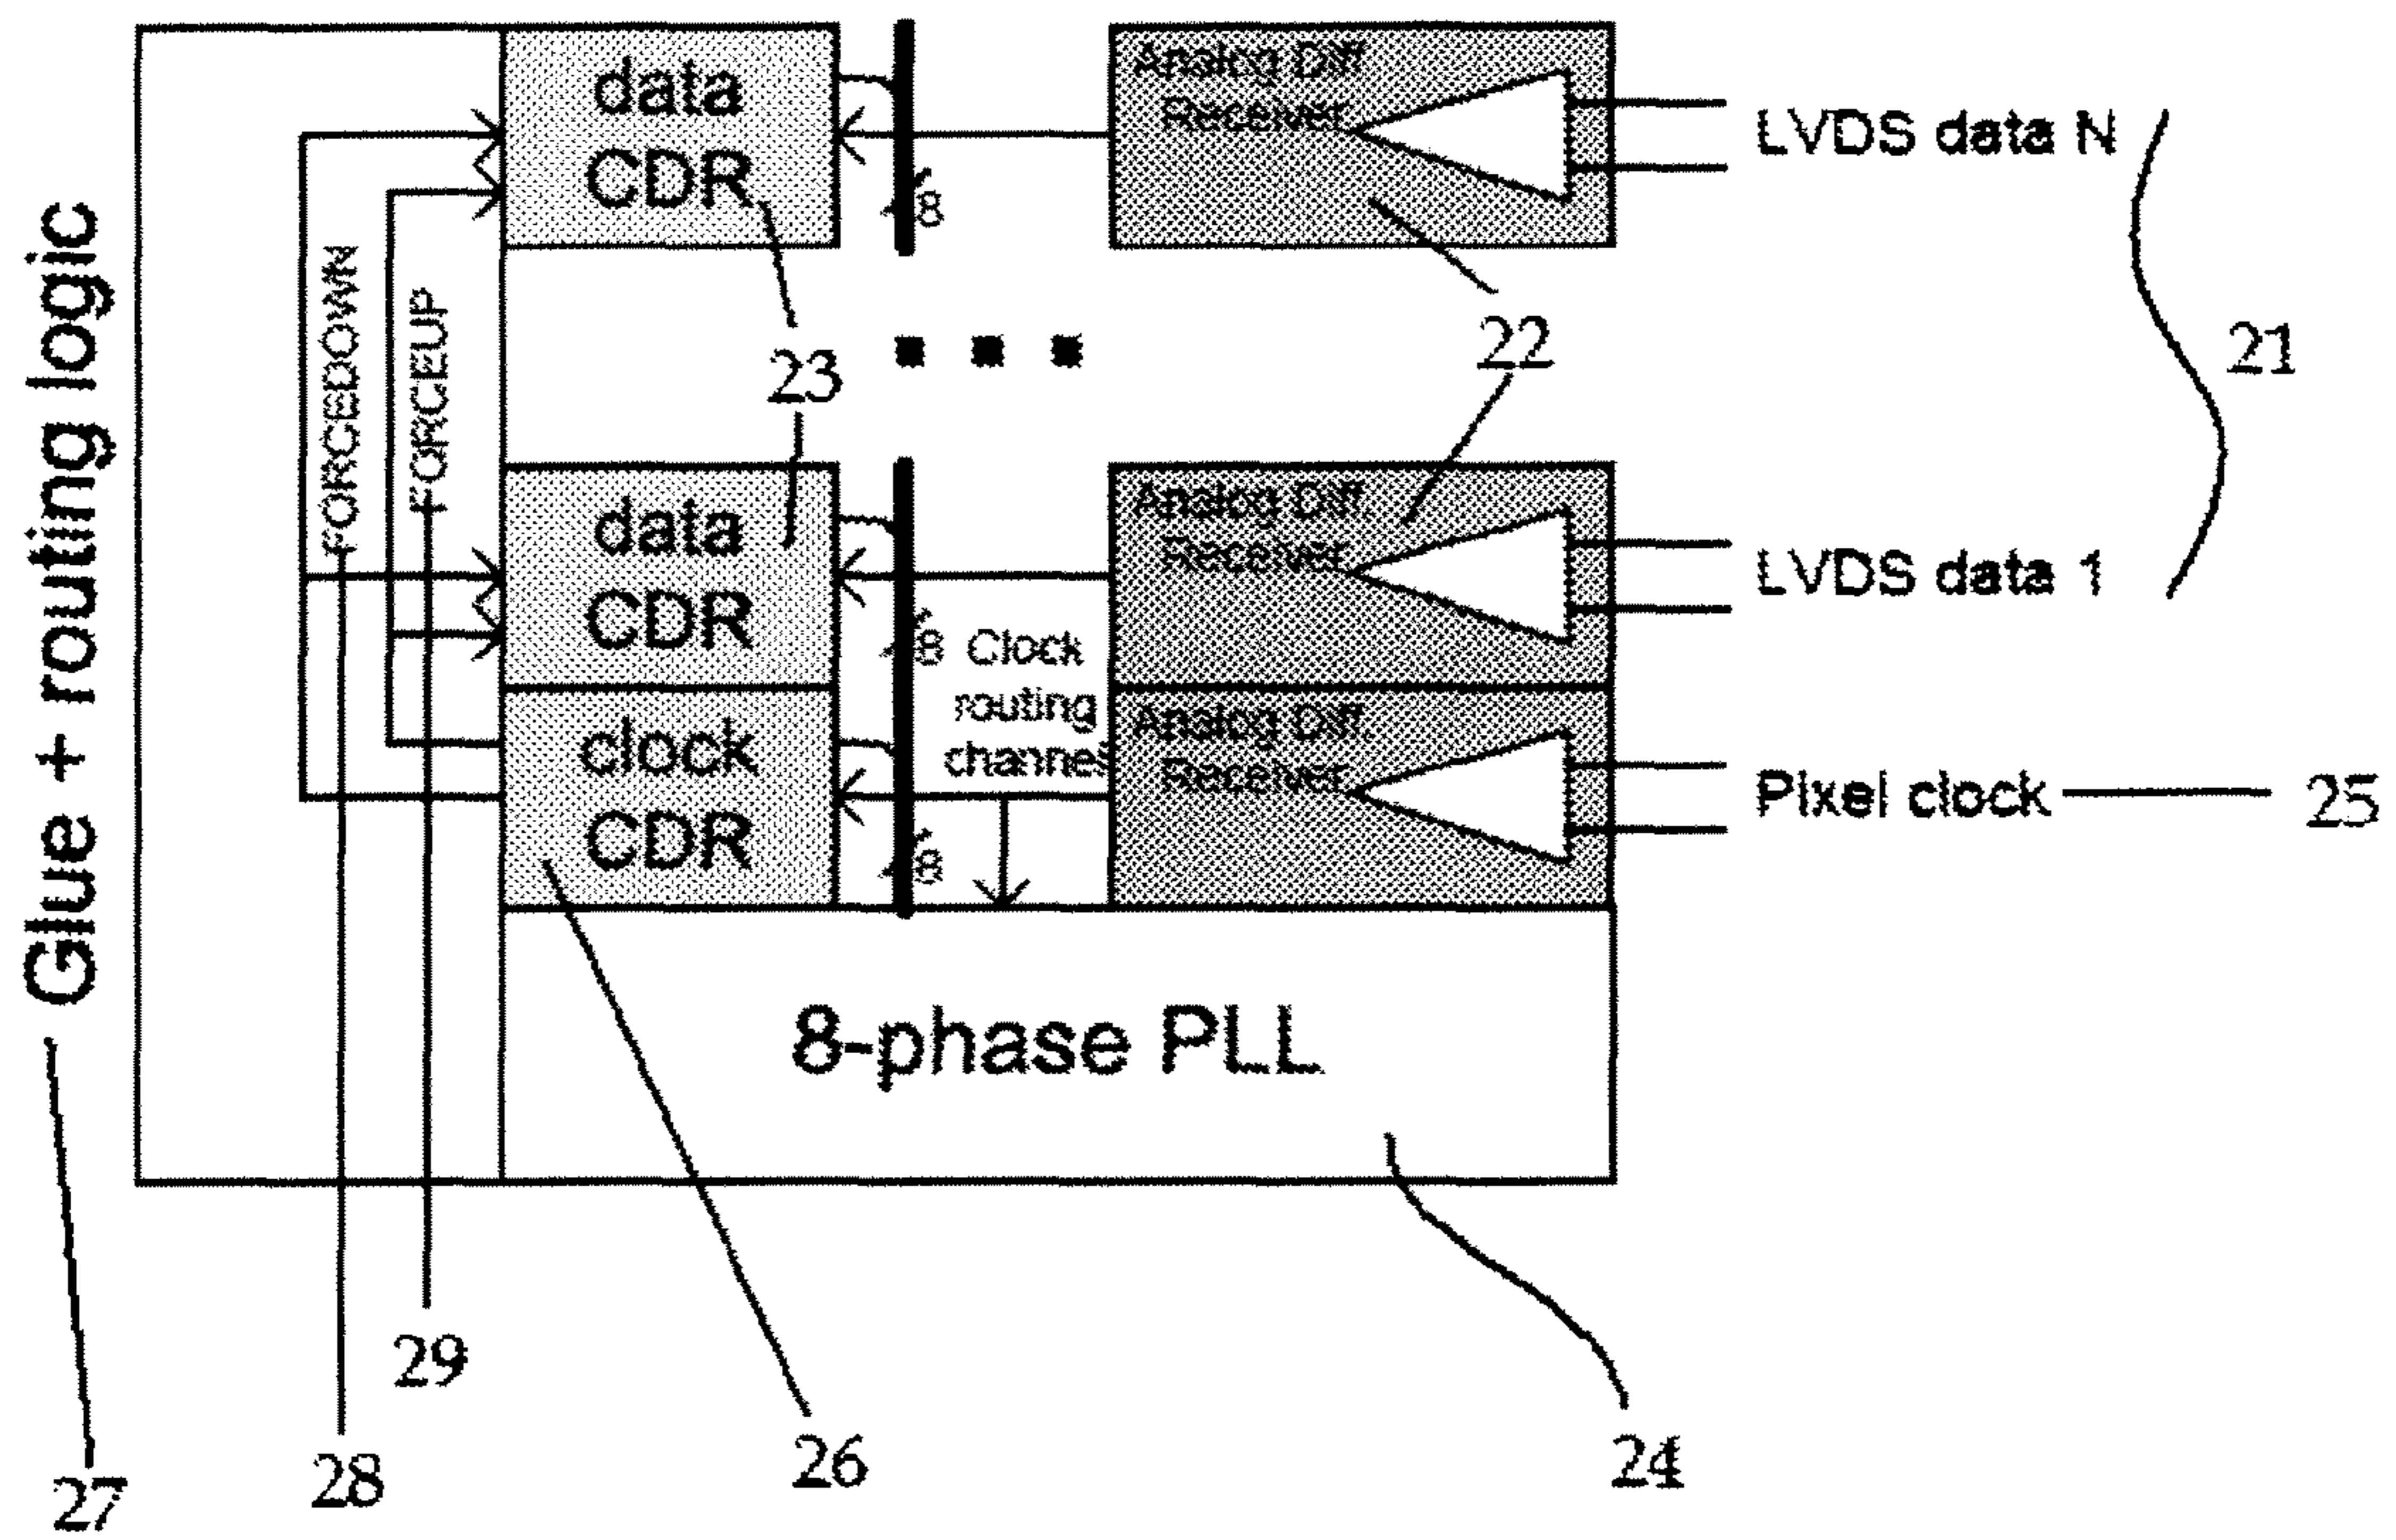 data
CDR
Analog Diff
Receiver
LVDS data N
8
FORCEDOWN
FORCEUP
Glue + routing logic
23
22
21
data
CDR
Analog Diff.
Receiver
LVDS data 1
8
Clock
routing
channel
clock
CDR
Analog Diff.
Receiver
Pixel clock
25
8
8-phase PLL
29
28
26
24
27